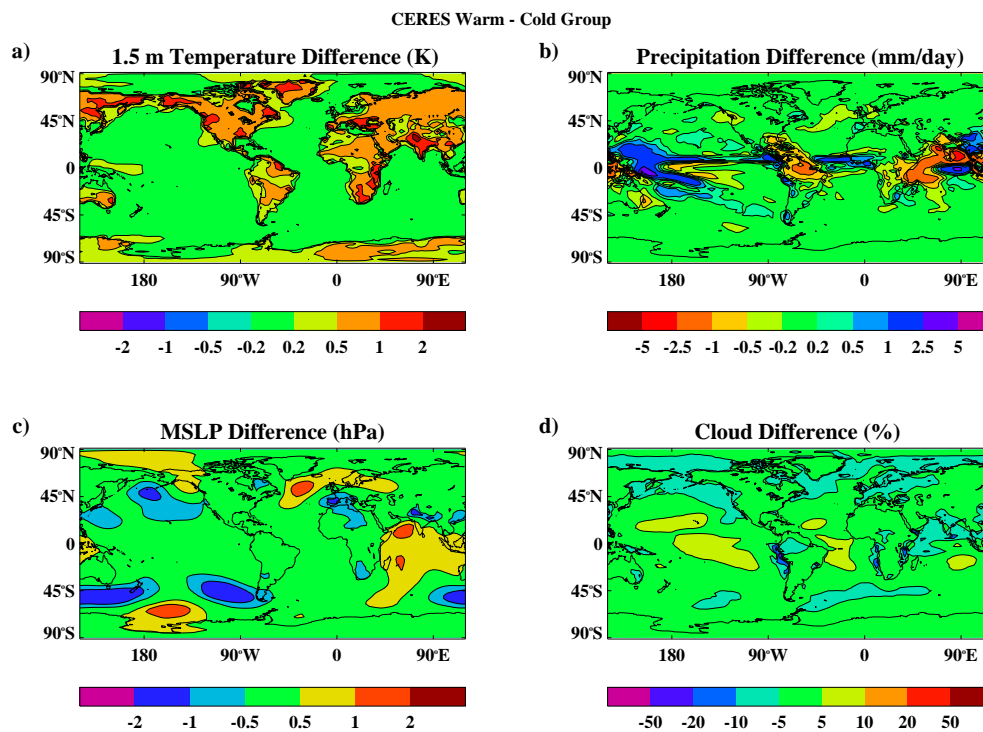 CERES Warm - Cold Group
a)
1.5 m Temperature Difference (K)
90°N
45°N
0
45°S
90°S
180
90°W
0
90°E
-2
-1
-0.5
-0.2
0.2
0.5
1
2
b)
Precipitation Difference (mm/day)
90°N
45°N
0
45°S
90°S
180
90°W
0
90°E
-5
-2.5
-1
-0.5
-0.2
0.2
0.5
1
2.5
5
c)
MSLP Difference (hPa)
90°N
45°N
0
45°S
90°S
180
90°W
0
90°E
-2
-1
-0.5
0.5
1
2
d)
Cloud Difference (%)
90°N
45°N
0
45°S
90°S
180
90°W
0
90°E
-50
-20
-10
-5
5
10
20
50